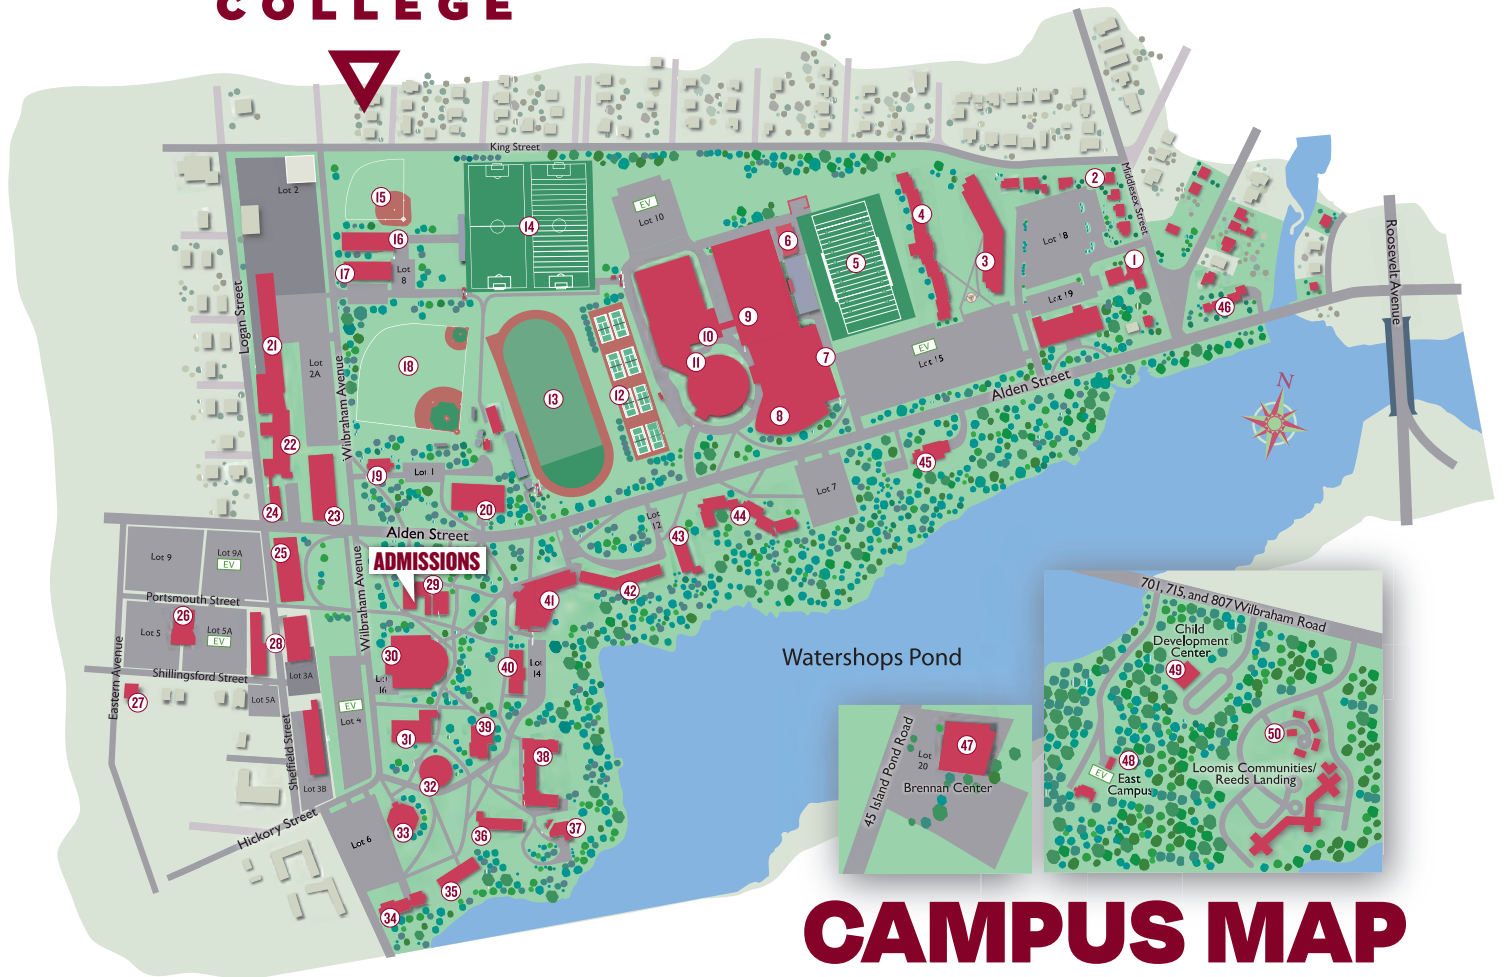 COLLEGE
King Street
Lot 2
15
16
17
Lot 8
14
EV
Lot 10
6
5
4
3
2
Middlesex Street
Lot 18
1
Lot 19
46
Roosevelt Avenue
Logan Street
21
Lot 2A
Wilbraham Avenue
18
13
12
11
10
9
7
8
EV
Lot 15
Alden Street
N
22
19
Lot 1
20
24
23
45
Lot 7
44
Lot 12
43
Alden Street
ADMISSIONS
25
Lot 9
Lot 9A
EV
Portsmouth Street
26
Lot 5
Lot 5A
EV
28
Shillingsford Street
Eastern Avenue
27
Lot 5A
Lot 3A
Wilbraham Avenue
29
41
42
30
Lot 16
40
Lot 14
EV
Lot 4
31
39
38
32
Sheffield Street
Lot 3B
Hickory Street
Lot 6
33
36
37
35
34
Watershops Pond
45 Island Pond Road
47
Lot 20
Brennan Center
701, 715, and 807 Wilbraham Road
Child
Development
Center
49
50
48
EV
East
Campus
Loomis Communities/
Reeds Landing
CAMPUS MAP